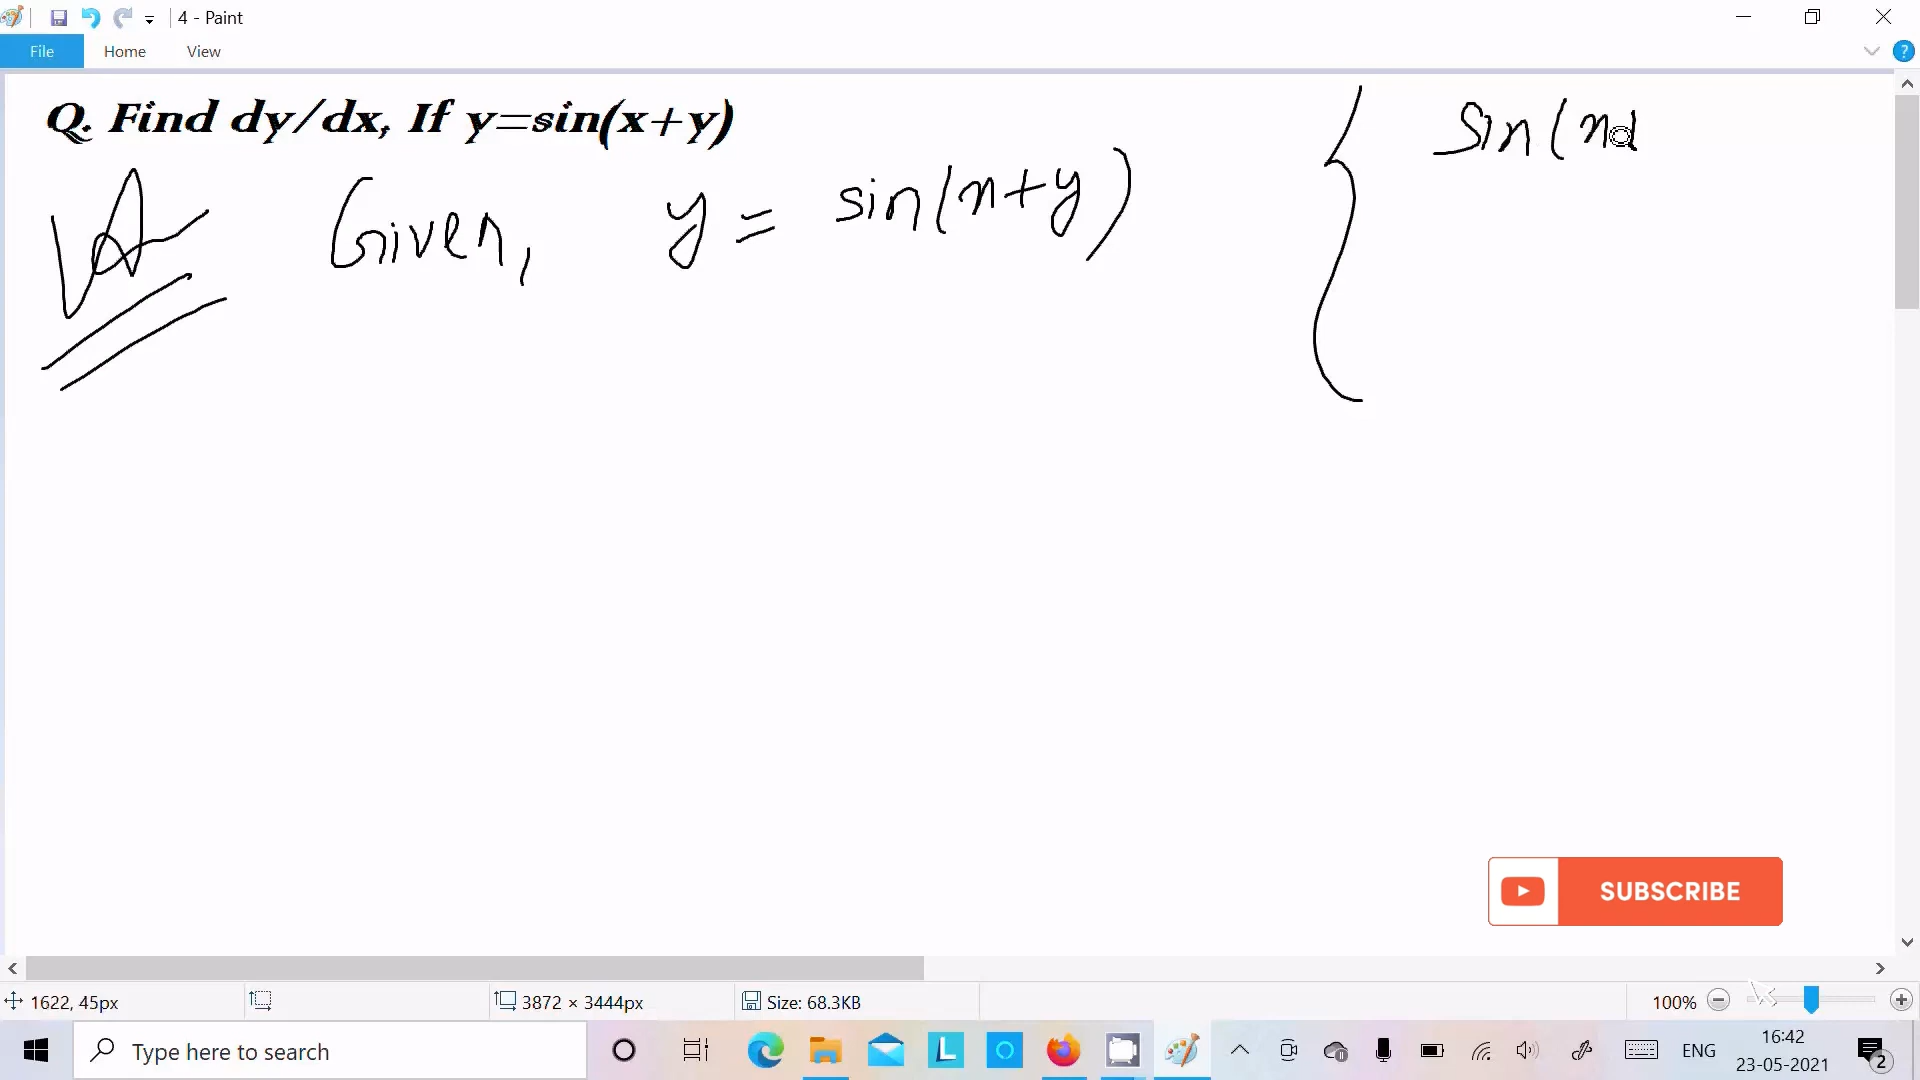 4 - Paint
File Home View
Q. Find dy/dx, If y=sin(x+y)
Given, y = sin(x+y)
sin(x
SUBSCRIBE
1622, 45px 3872 × 3444px Size: 68.3KB 100%
Type here to search
ENG
16:42
23-05-2021
2